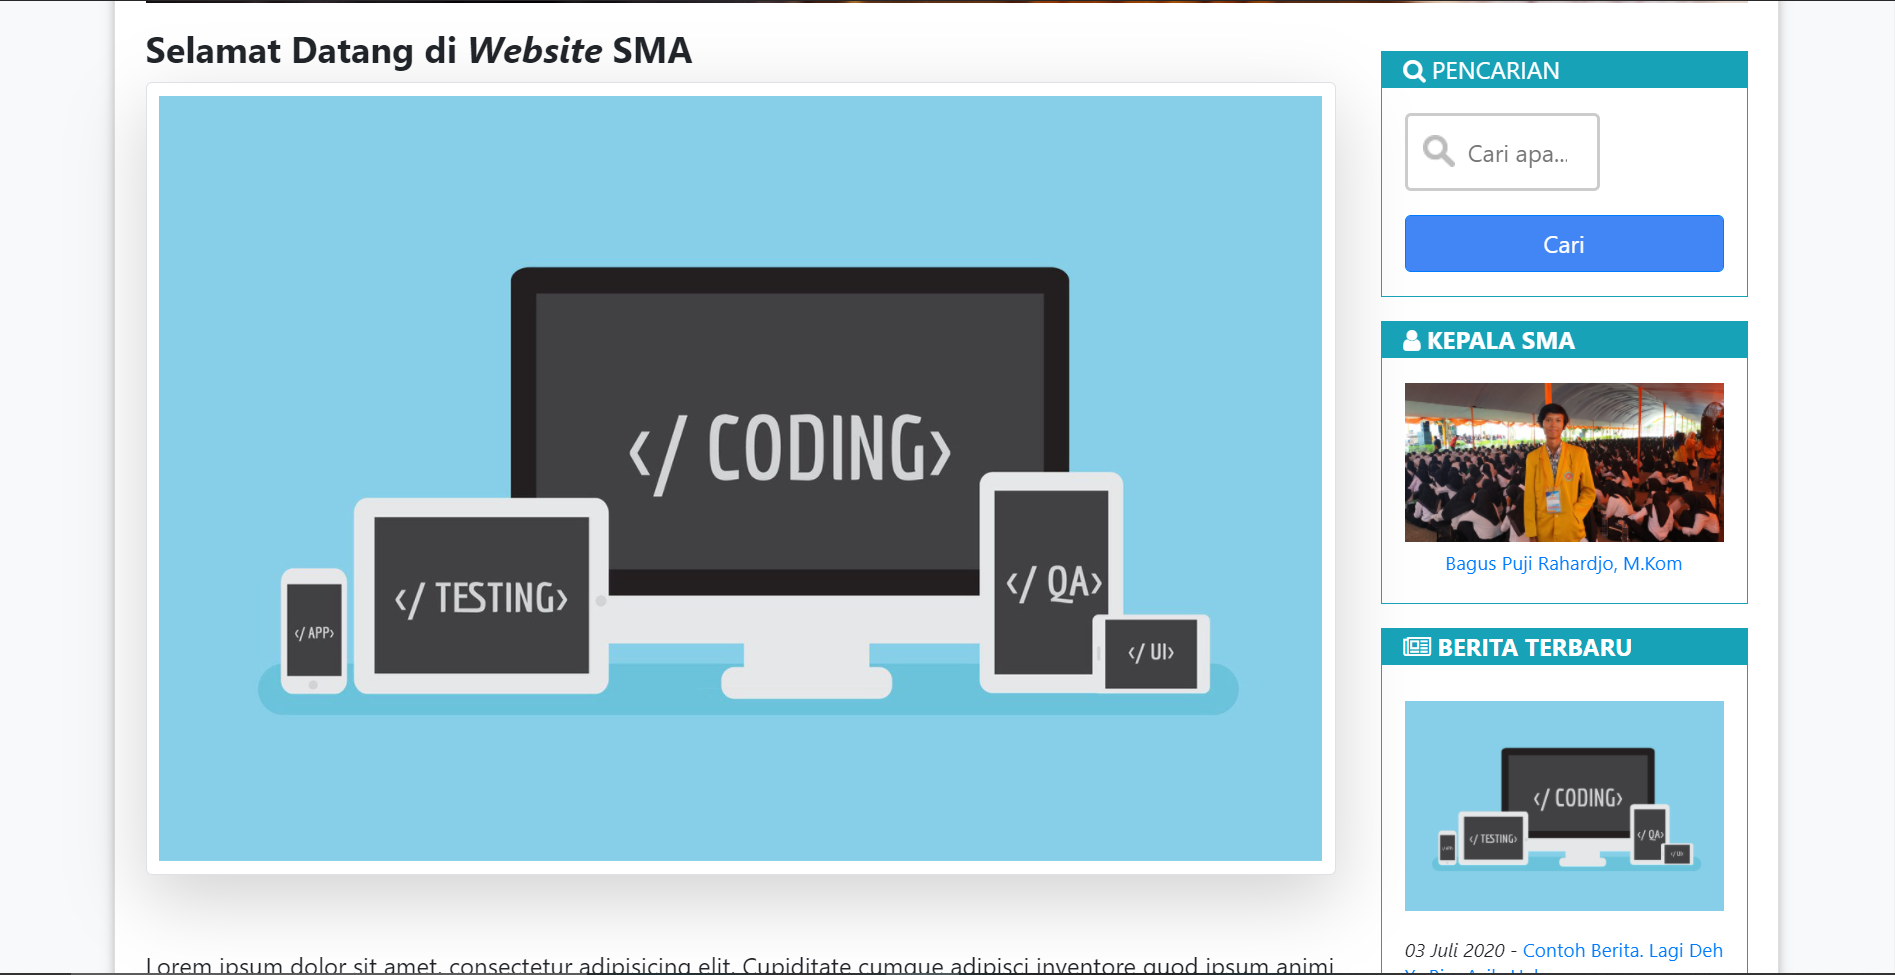 Selamat Datang di Website SMA
</ CODING>
</ TESTING>
</ QA>
</ APP>
</ UI>
Lorem ipsum dolor sit amet, consectetur adipisicing elit. Cupiditate cumque adipisci inventore quod ipsum animi
PENCARIAN
Cari apa...
Cari
KEPALA SMA
Bagus Puji Rahardjo, M.Kom
BERITA TERBARU
</ CODING>
</ TESTING>
</ QA>
</ UI>
03 Juli 2020 - Contoh Berita. Lagi Deh